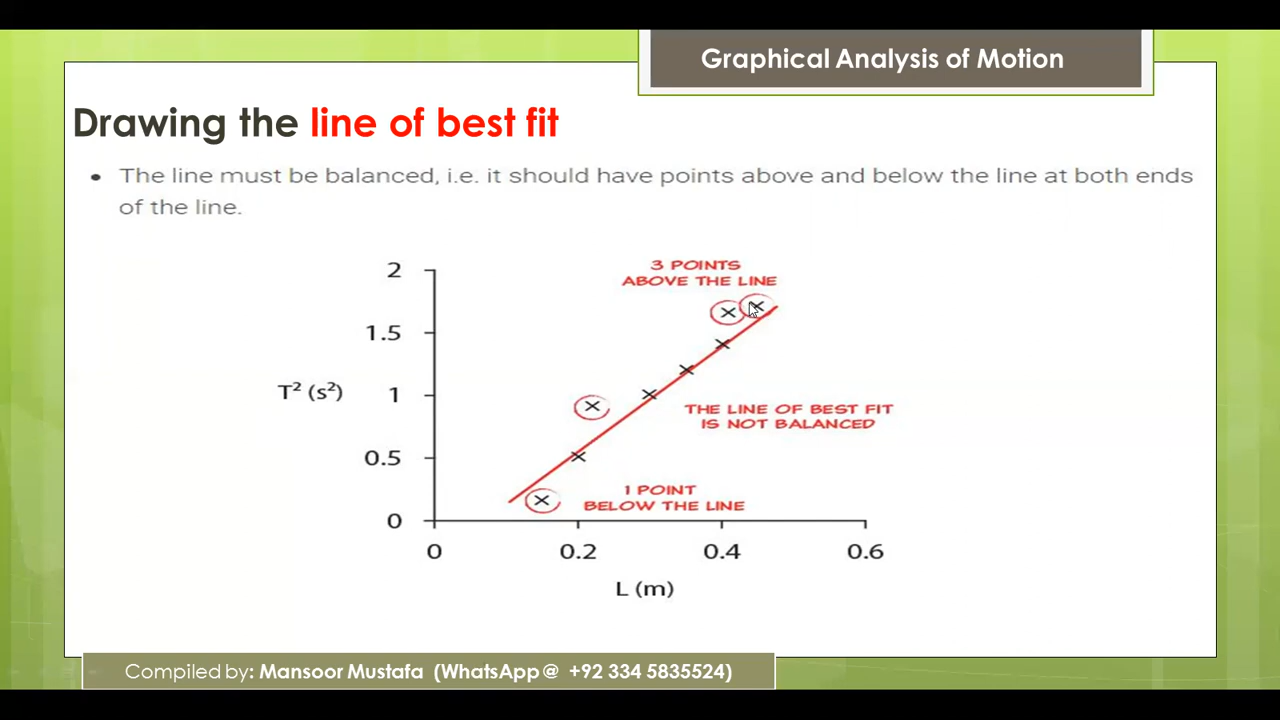 Graphical Analysis of Motion
Drawing the line of best fit
• The line must be balanced, i.e. it should have points above and below the line at both ends
of the line.
3 POINTS
ABOVE THE LINE
2
1.5
T² (s²)
1
THE LINE OF BEST FIT
IS NOT BALANCED
0.5
1 POINT
BELOW THE LINE
0
0
0.2
0.4
0.6
L (m)
Compiled by: Mansoor Mustafa (WhatsApp @ +92 334 5835524)